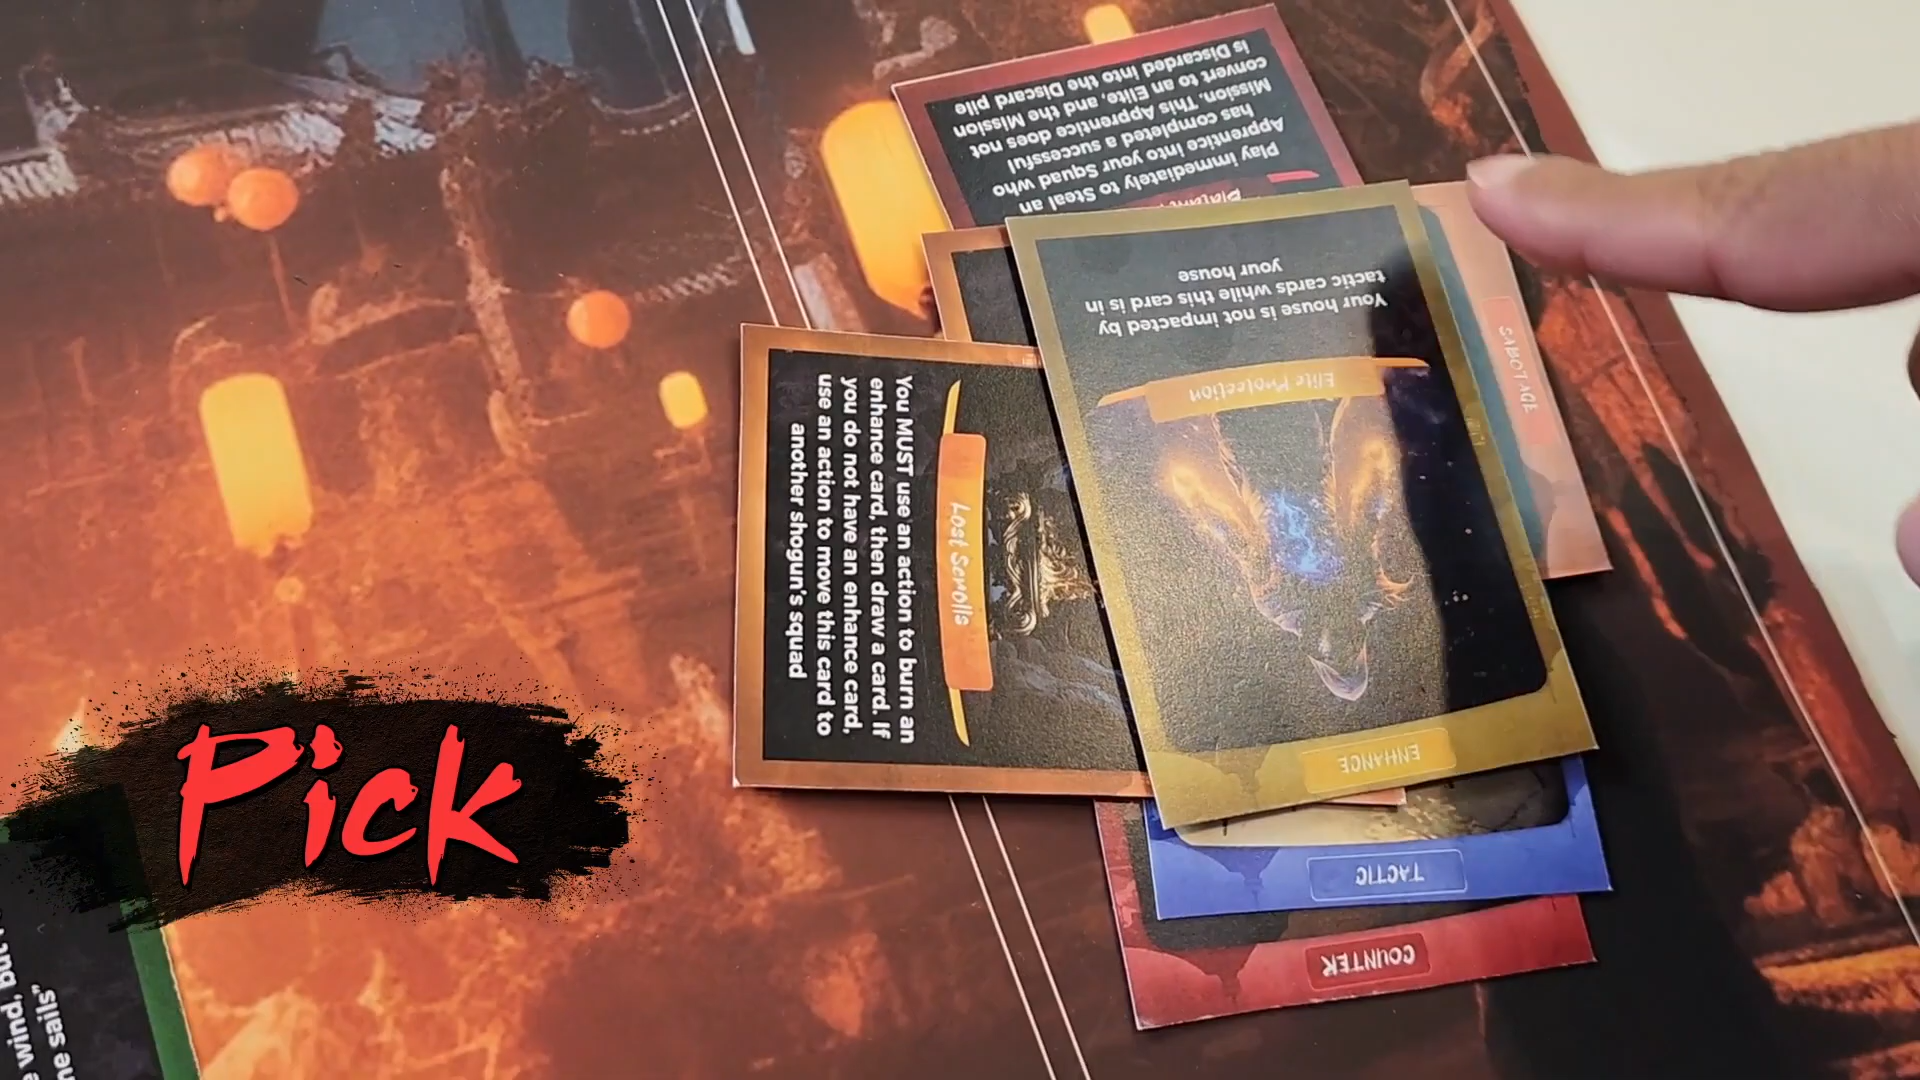 Play immediately to Steal an
Apprentice into your Squad who
has completed a successful
Mission. This Apprentice does not
convert to an Elite, and the Mission
is Discarded into the Discard pile
SABOTAGE
ENHANCE
Elite Protection
Your house is not impacted by
tactic cards while this card is in
your house
Lost Scrolls
You MUST use an action to burn an
enhance card, then draw a card. If
you do not have an enhance card,
use an action to move this card to
another shogun's squad
TACTIC
COUNTER
Pick
wind, but
sails"